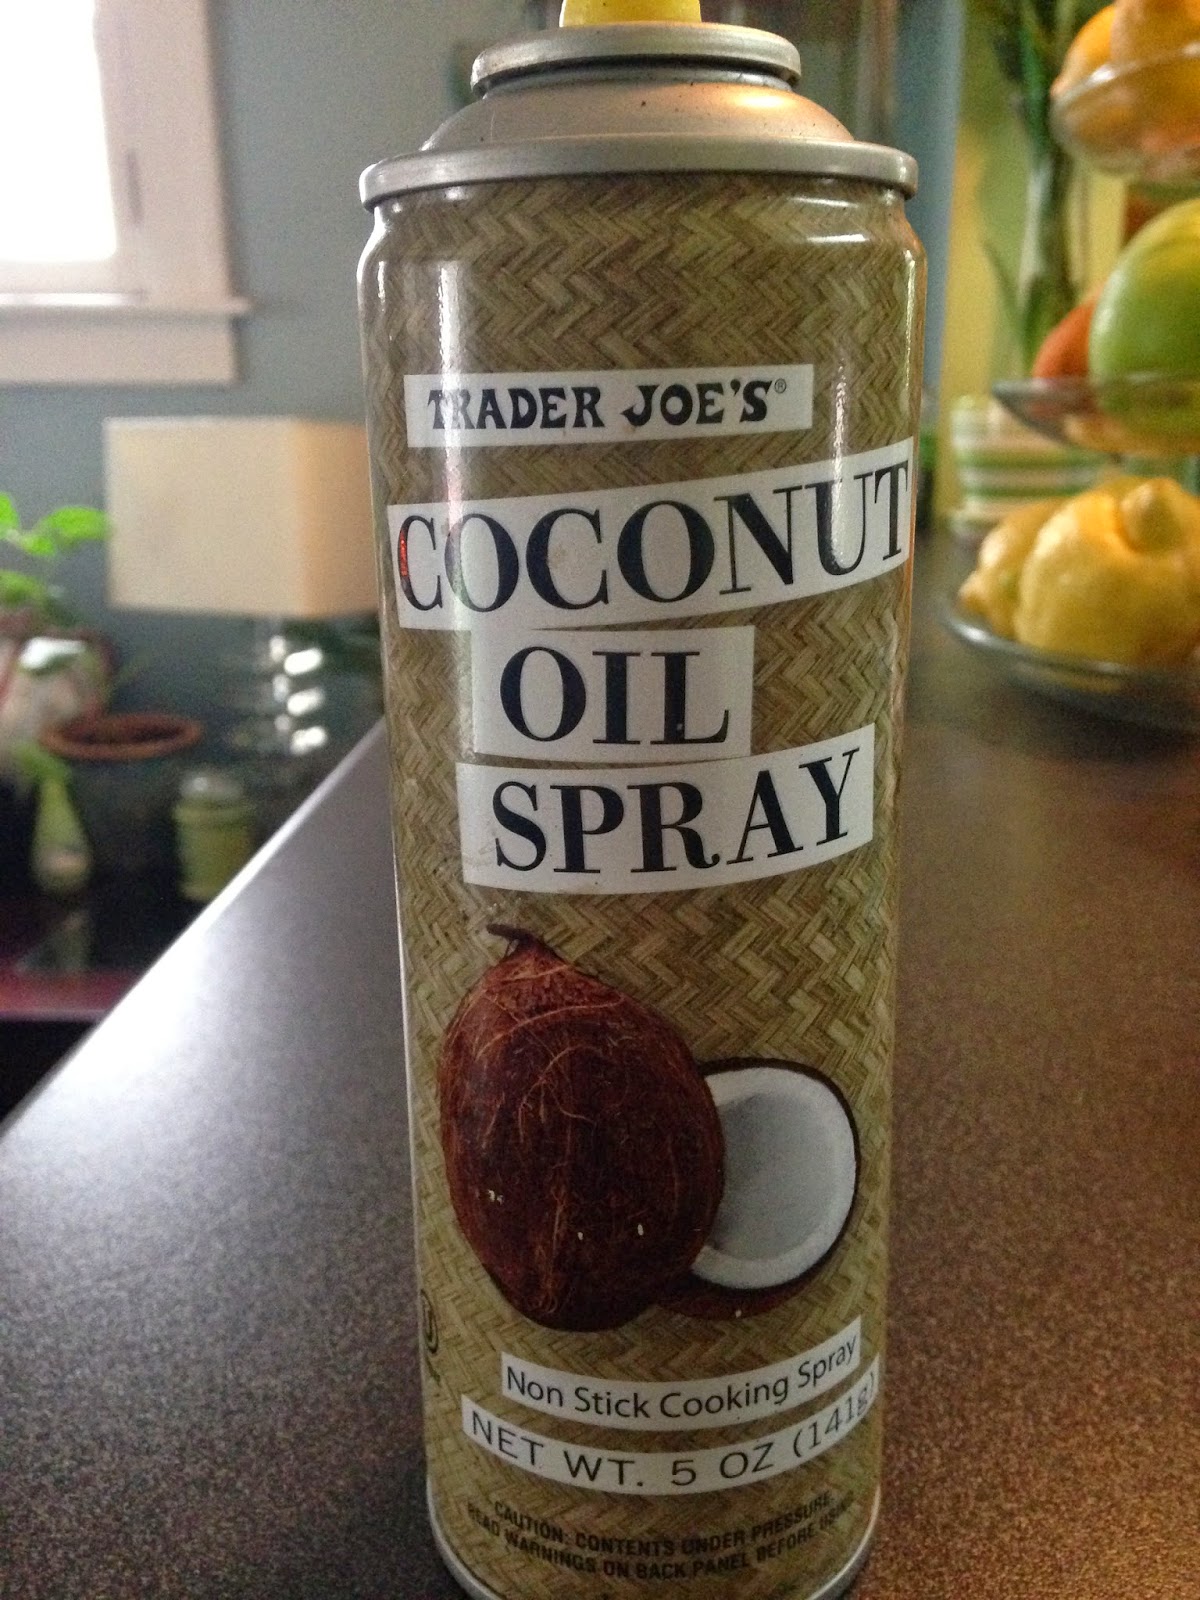 TRADER JOE'S®
COCONUT
OIL
SPRAY
Non Stick Cooking Spray
NET WT. 5 OZ (141g)
CAUTION: CONTENTS UNDER PRESSURE.
READ WARNINGS ON BACK PANEL BEFORE USING